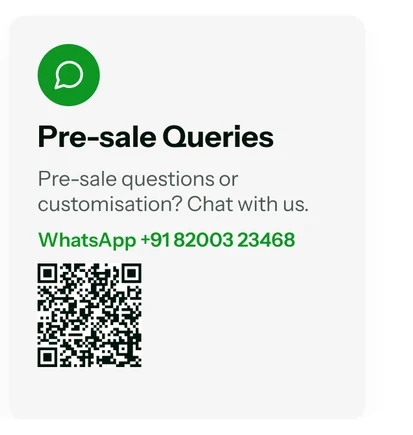 Pre-sale Queries
Pre-sale questions or
customisation? Chat with us.
WhatsApp +91 82003 23468